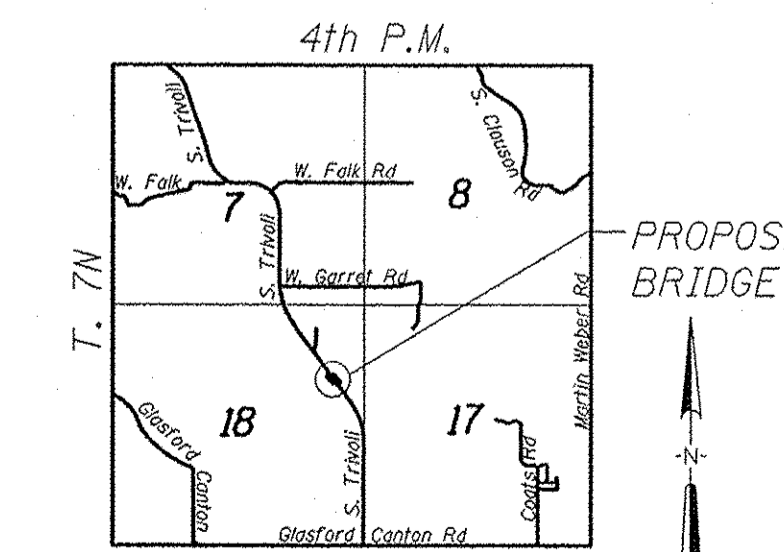 4th P.M.
T. 7N
S. Trivoli
W. Falk
W. Falk Rd
7
8
S. Clouson Rd
S. Trivoli
W. Garret Rd
PROPOS
BRIDGE
Martin Weber Rd
18
17
Glasford
Canton
S. Trivoli
Coats Rd
Glasford Canton Rd
-N-